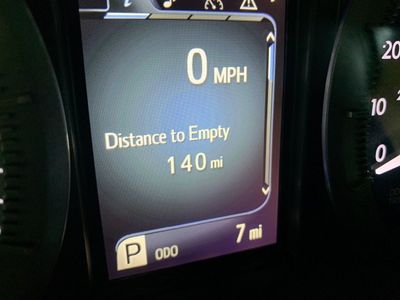 0 MPH
Distance to Empty
140 mi
P ODO 7 mi
20
10
0